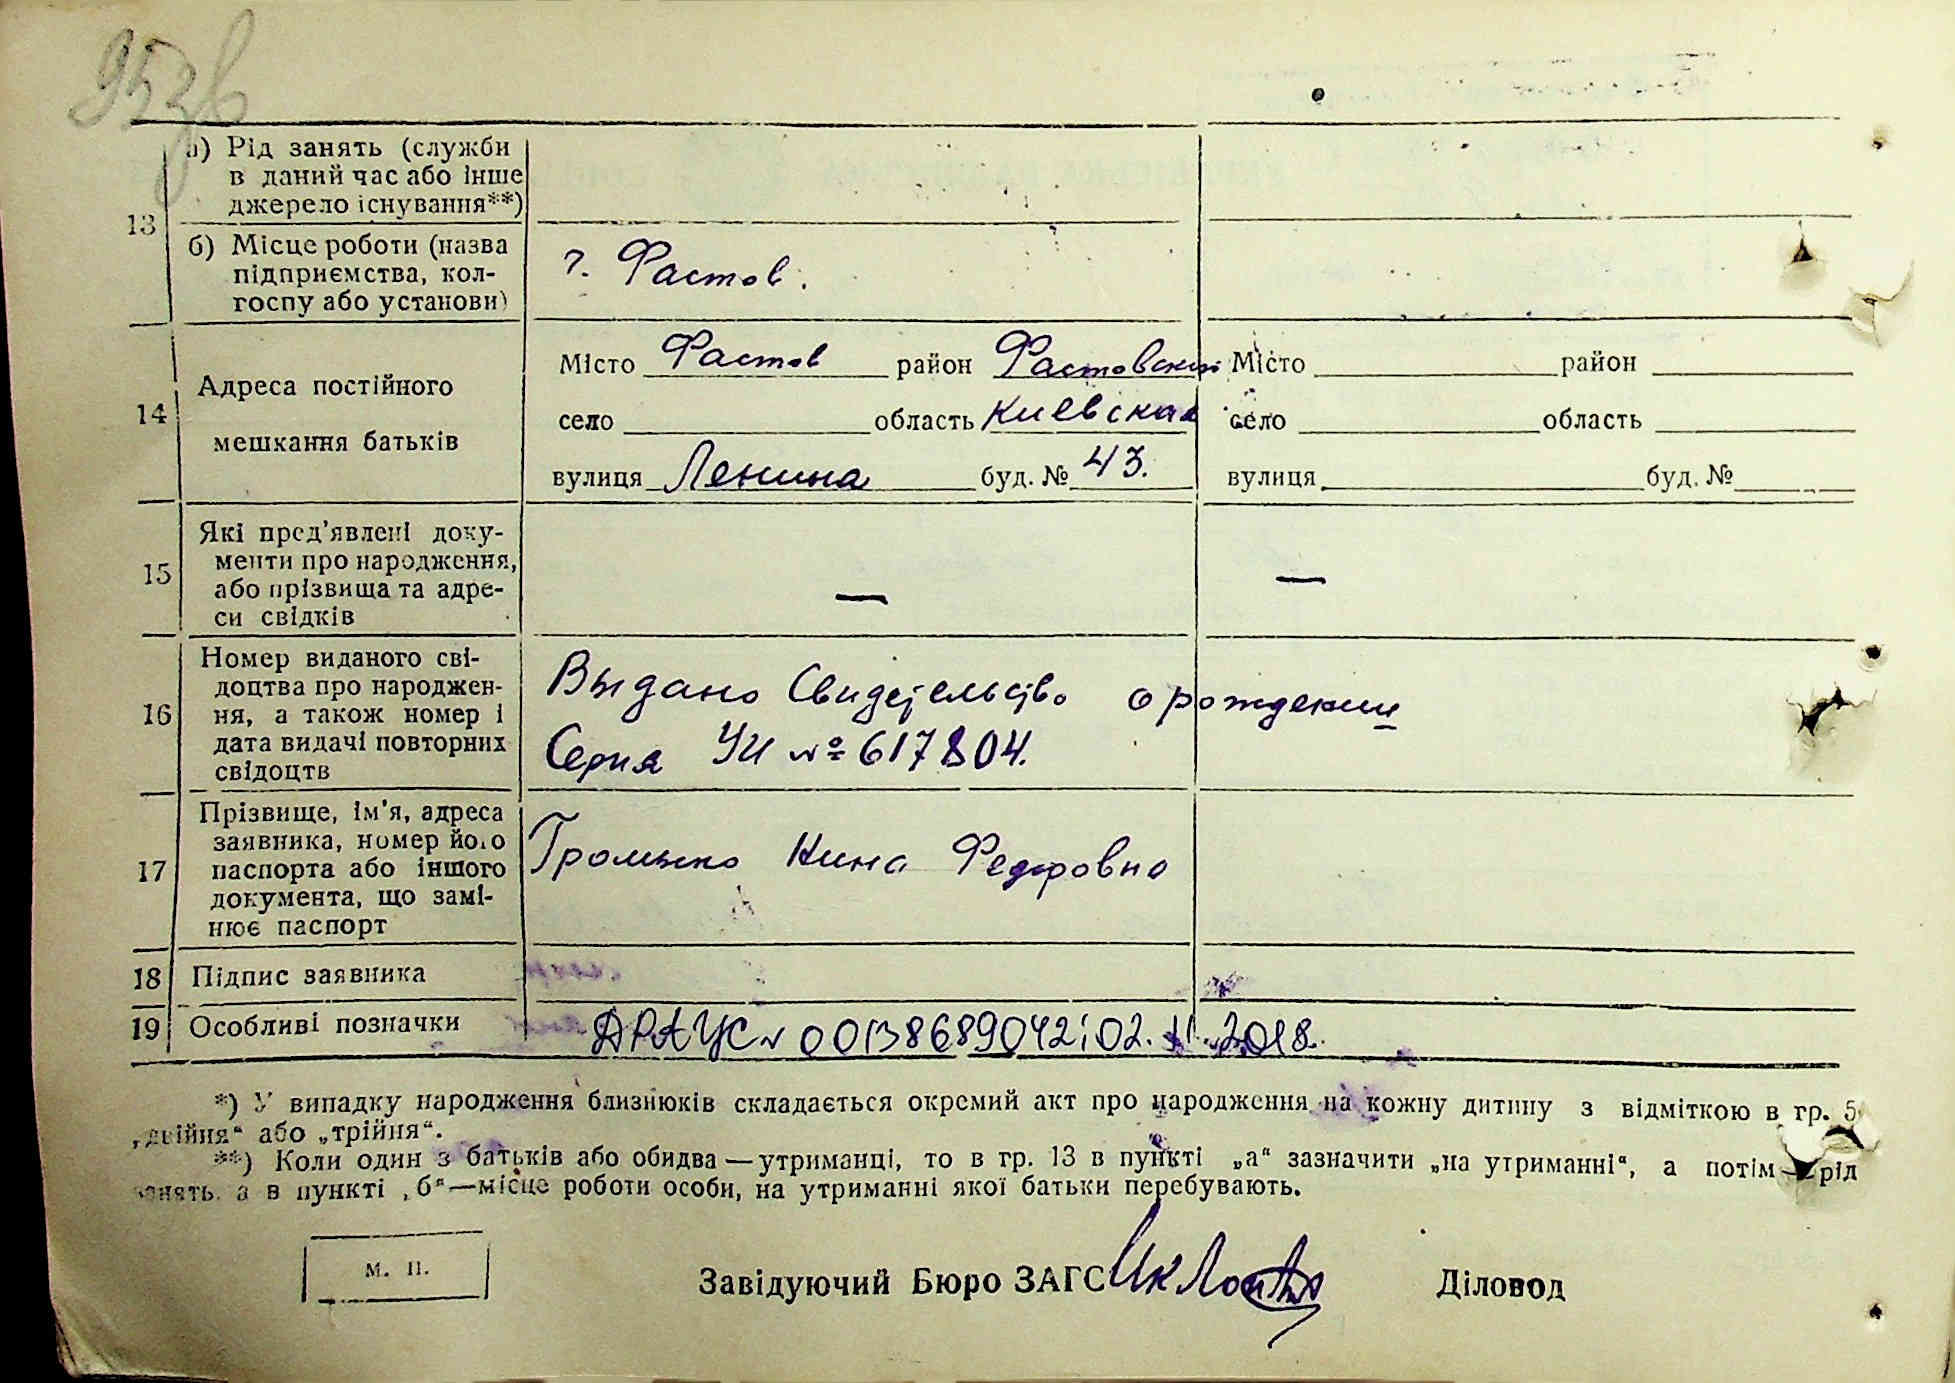 а) Рід занять (служби
в даний час або інше
джерело існування**)
13
б) Місце роботи (назва
підприємства, кол-
госпу або установи)
г. Фастов.
14
Адреса постійного
мешкання батьків
Місто Фастов район Фастовский Місто район
село область Киевская село область
вулиця Ленина буд. № 43. вулиця буд. №
15
Які пред'явлені доку-
менти про народження,
або прізвища та адре-
си свідків
— —
16
Номер виданого сві-
доцтва про народжен-
ня, а також номер і
дата видачі повторних
свідоцтв
Выдано Свидетельство о рождении
Серия УИ № 617804.
17
Прізвище, ім'я, адреса
заявника, номер його
паспорта або іншого
документа, що замі-
нює паспорт
Громыко Нина Федоровна
18 Підпис заявника
19 Особливі позначки
ДРАЦС № 00138689042; 02.11.2018.
*) У випадку народження близнюків складається окремий акт про народження на кожну дитину з відміткою в гр. 5
„двійня“ або „трійня“.
**) Коли один з батьків або обидва—утриманці, то в гр. 13 в пункті „а“ зазначити „на утриманні“, а потім—рід
занять, а в пункті „б“—місце роботи особи, на утриманні якої батьки перебувають.
М. П.
Завідуючий Бюро ЗАГС
Діловод